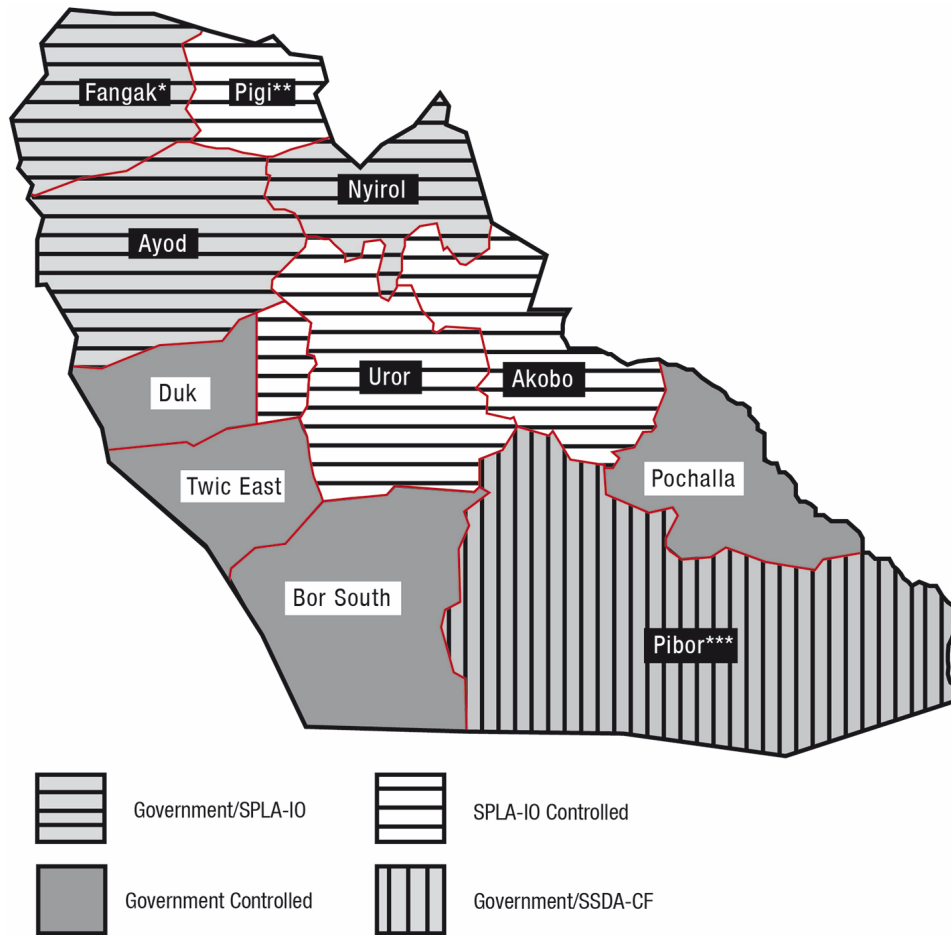 Fangak*
Pigi**
Nyirol
Ayod
Uror
Akobo
Duk
Twic East
Pochalla
Bor South
Pibor***
Government/SPLA-IO
SPLA-IO Controlled
Government Controlled
Government/SSDA-CF